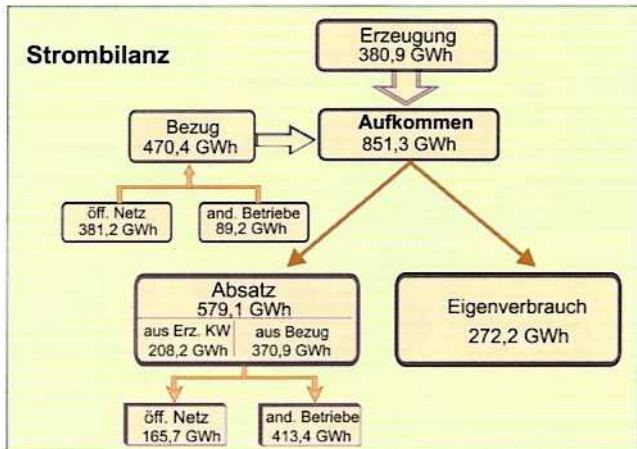 Strombilanz
Erzeugung
380,9 GWh
Bezug
470,4 GWh
Aufkommen
851,3 GWh
öff. Netz
381,2 GWh
and. Betriebe
89,2 GWh
Absatz
579,1 GWh
aus Erz. KW
208,2 GWh
aus Bezug
370,9 GWh
Eigenverbrauch
272,2 GWh
öff. Netz
165,7 GWh
and. Betriebe
413,4 GWh